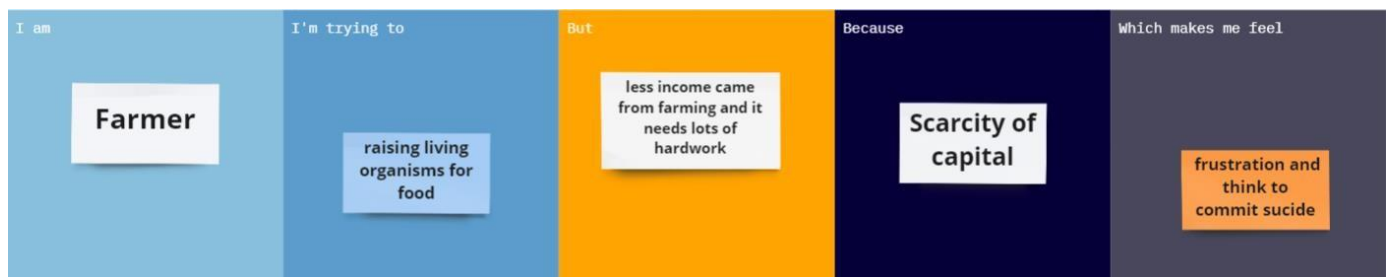 I am
Farmer
I'm trying to
raising living
organisms for
food
But
less income came
from farming and it
needs lots of
hardwork
Because
Scarcity of
capital
Which makes me feel
frustration and
think to
commit sucide